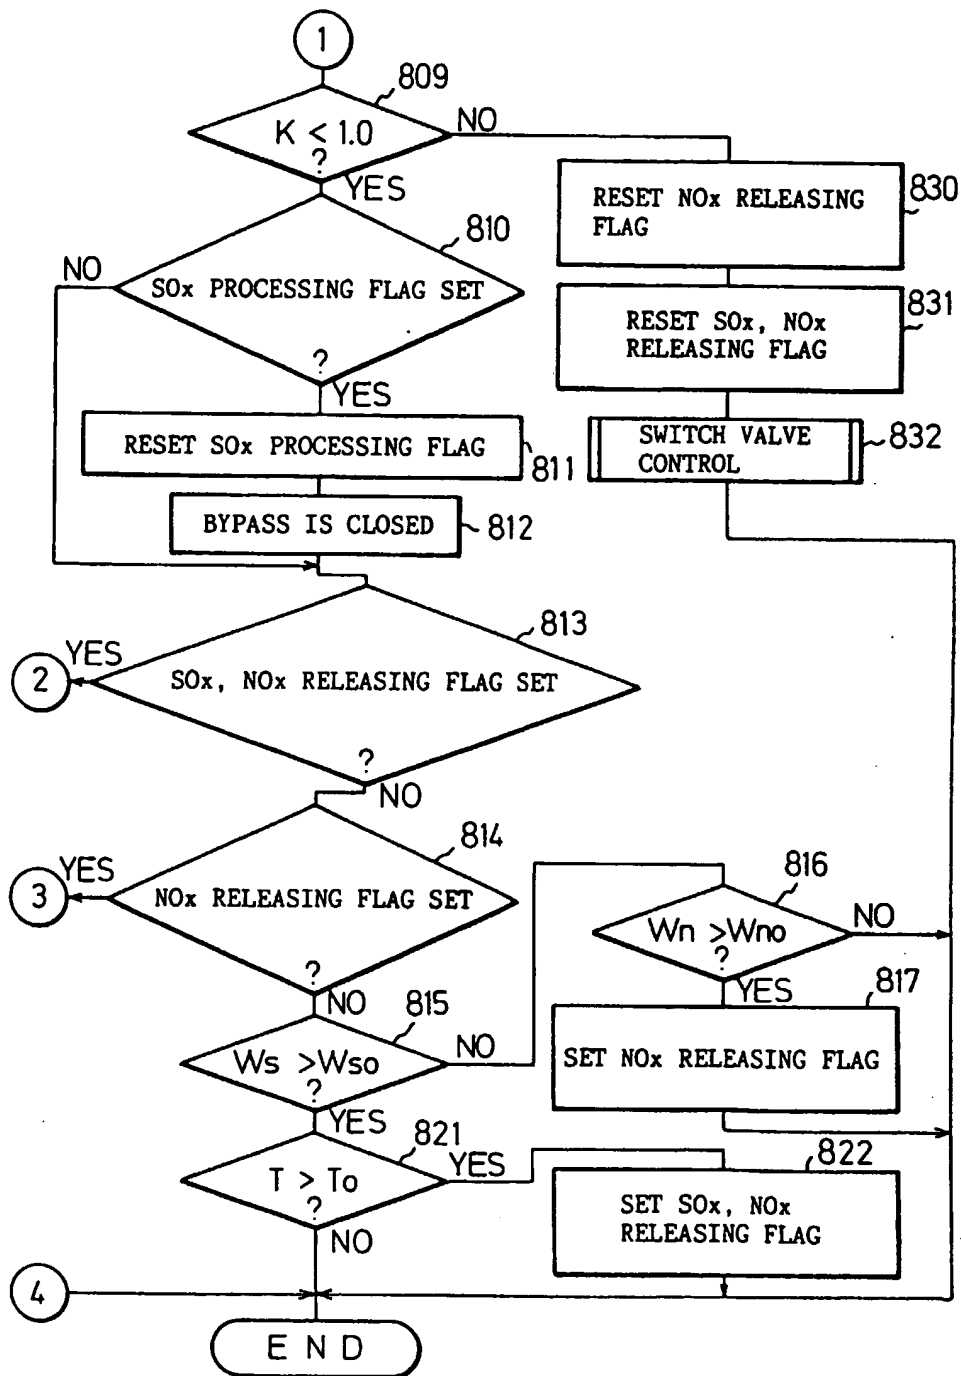 1
809
K < 1.0
?
NO
YES
RESET NOx RELEASING
FLAG
830
810
NO
SOx PROCESSING FLAG SET
?
YES
RESET SOx, NOx
RELEASING FLAG
831
RESET SOx PROCESSING FLAG
811
SWITCH VALVE
CONTROL
832
BYPASS IS CLOSED
812
813
YES
2
SOx, NOx RELEASING FLAG SET
?
NO
814
YES
3
NOx RELEASING FLAG SET
?
NO
816
Wn >Wno
?
NO
YES
815
Ws >Wso
?
NO
YES
817
SET NOx RELEASING FLAG
821
T > To
?
YES
NO
822
SET SOx, NOx
RELEASING FLAG
4
END